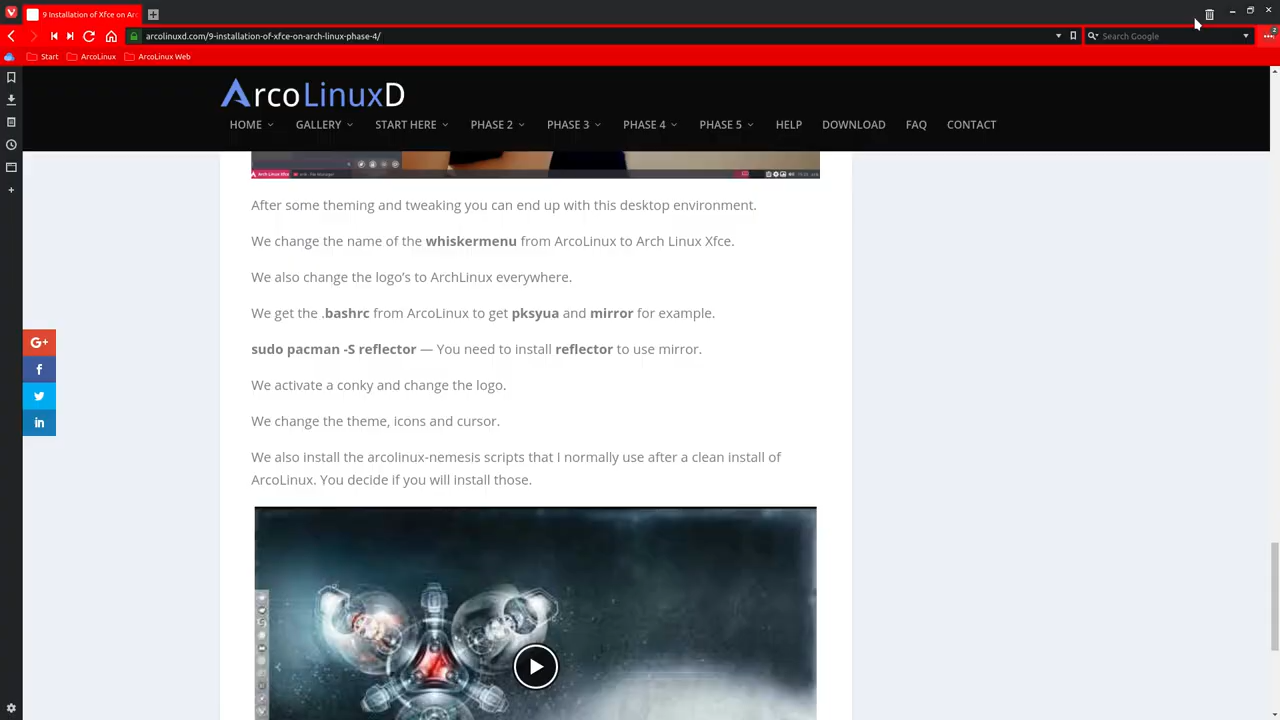 9 Installation of Xfce on Arc
arcolinuxd.com/9-installation-of-xfce-on-arch-linux-phase-4/
Search Google
2
Start
ArcoLinux
ArcoLinux Web
ArcoLinuxD
HOME
GALLERY
START HERE
PHASE 2
PHASE 3
PHASE 4
PHASE 5
HELP
DOWNLOAD
FAQ
CONTACT
Arch Linux Xfce
After some theming and tweaking you can end up with this desktop environment.
We change the name of the whiskermenu from ArcoLinux to Arch Linux Xfce.
We also change the logo's to ArchLinux everywhere.
We get the .bashrc from ArcoLinux to get pksyua and mirror for example.
G+
sudo pacman -S reflector — You need to install reflector to use mirror.
f
We activate a conky and change the logo.
in
We change the theme, icons and cursor.
We also install the arcolinux-nemesis scripts that I normally use after a clean install of
ArcoLinux. You decide if you will install those.